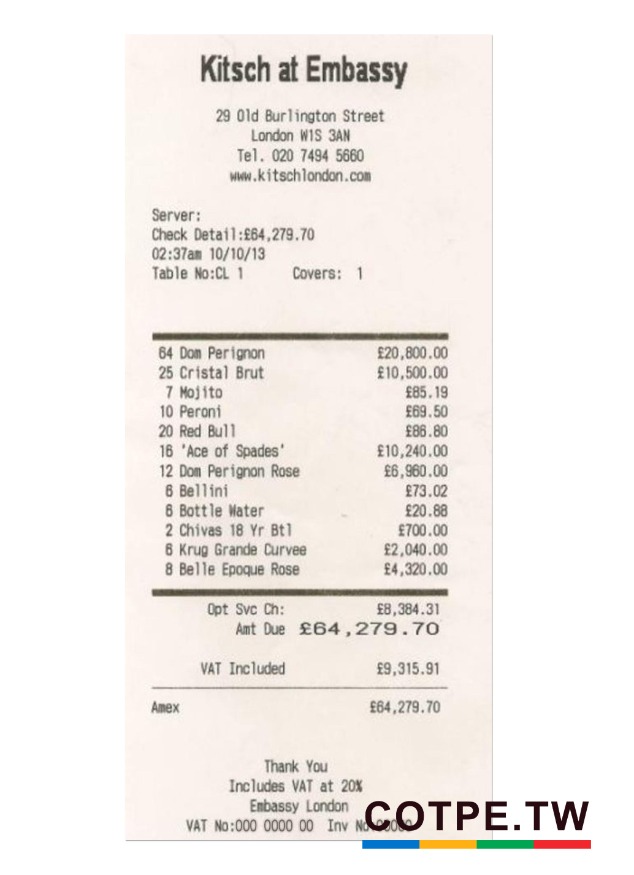 Kitsch at Embassy
29 Old Burlington Street
London W1S 3AN
Tel. 020 7494 5660
www.kitschlondon.com
Server:
Check Detail:£64,279.70
02:37am 10/10/13
Table No:CL 1 Covers: 1
64 Dom Perignon £20,800.00
25 Cristal Brut £10,500.00
7 Mojito £85.19
10 Peroni £69.50
20 Red Bull £86.80
16 'Ace of Spades' £10,240.00
12 Dom Perignon Rose £6,960.00
6 Bellini £73.02
6 Bottle Water £20.88
2 Chivas 18 Yr Btl £700.00
6 Krug Grande Curvee £2,040.00
8 Belle Epoque Rose £4,320.00
Opt Svc Ch: £8,384.31
Amt Due £64,279.70
VAT Included £9,315.91
Amex £64,279.70
Thank You
Includes VAT at 20%
Embassy London
VAT No:000 0000 00 Inv
COTPE.TW